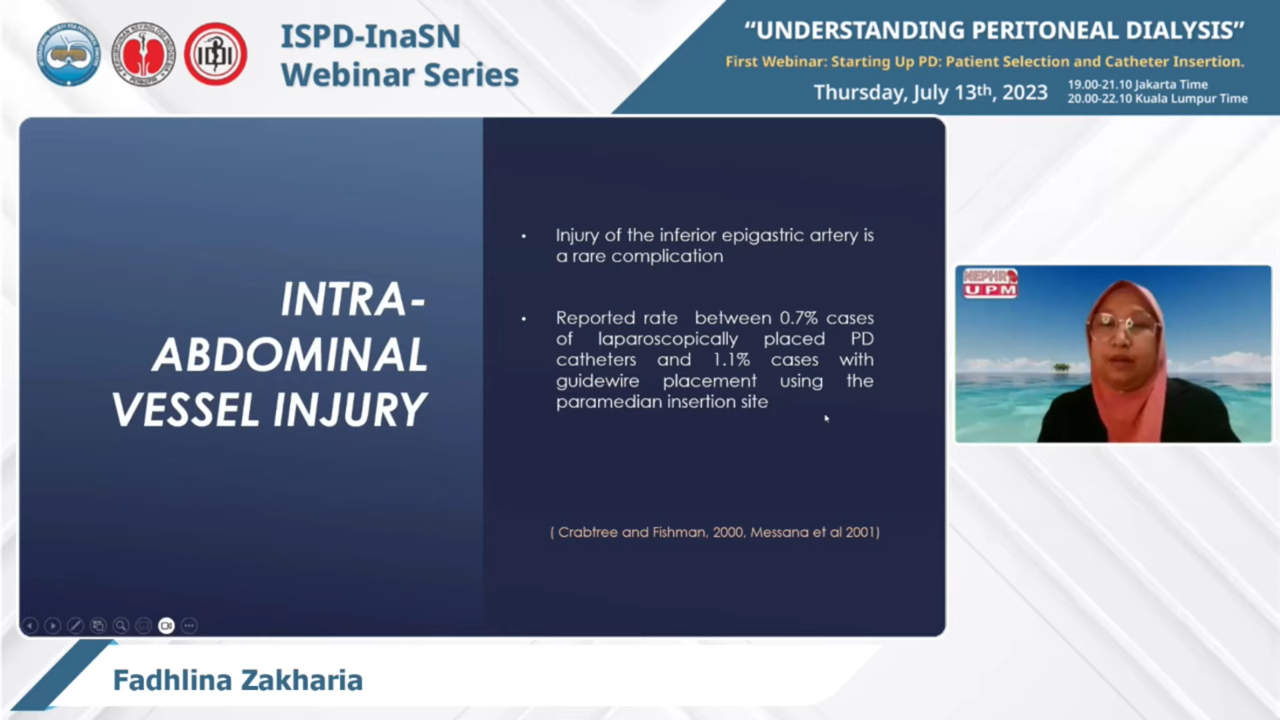 ISPD-InaSN
Webinar Series
“UNDERSTANDING PERITONEAL DIALYSIS”
First Webinar: Starting Up PD: Patient Selection and Catheter Insertion.
Thursday, July 13th, 2023
19.00-21.10 Jakarta Time
20.00-22.10 Kuala Lumpur Time
INTRA-
ABDOMINAL
VESSEL INJURY
• Injury of the inferior epigastric artery is
a rare complication
• Reported rate between 0.7% cases
of laparoscopically placed PD
catheters and 1.1% cases with
guidewire placement using the
paramedian insertion site
( Crabtree and Fishman, 2000, Messana et al 2001)
NEPHR
UPM
Fadhlina Zakharia